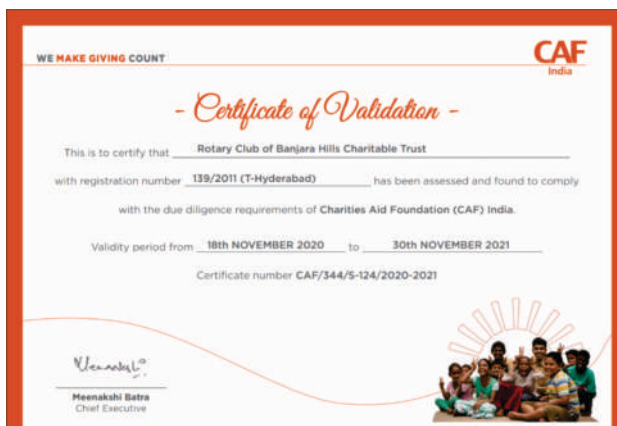 WE MAKE GIVING COUNT
CAF
India
- Certificate of Validation -
This is to certify that Rotary Club of Banjara Hills Charitable Trust
with registration number 139/2011 (T-Hyderabad) has been assessed and found to comply
with the due diligence requirements of Charities Aid Foundation (CAF) India.
Validity period from 18th NOVEMBER 2020 to 30th NOVEMBER 2021
Certificate number CAF/344/S-124/2020-2021
Meenakshi Batra
Chief Executive